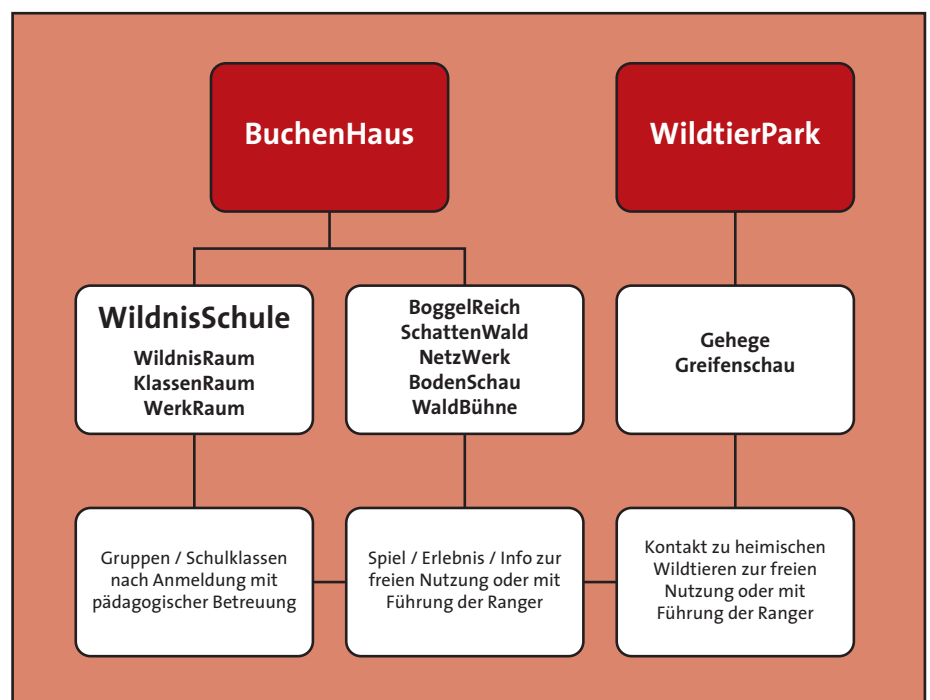 BuchenHaus
WildtierPark
WildnisSchule
WildnisRaum
KlassenRaum
WerkRaum
BoggelReich
SchattenWald
NetzWerk
BodenSchau
WaldBühne
Gehege
Greifenschau
Gruppen / Schulklassen
nach Anmeldung mit
pädagogischer Betreuung
Spiel / Erlebnis / Info zur
freien Nutzung oder mit
Führung der Ranger
Kontakt zu heimischen
Wildtieren zur freien
Nutzung oder mit
Führung der Ranger